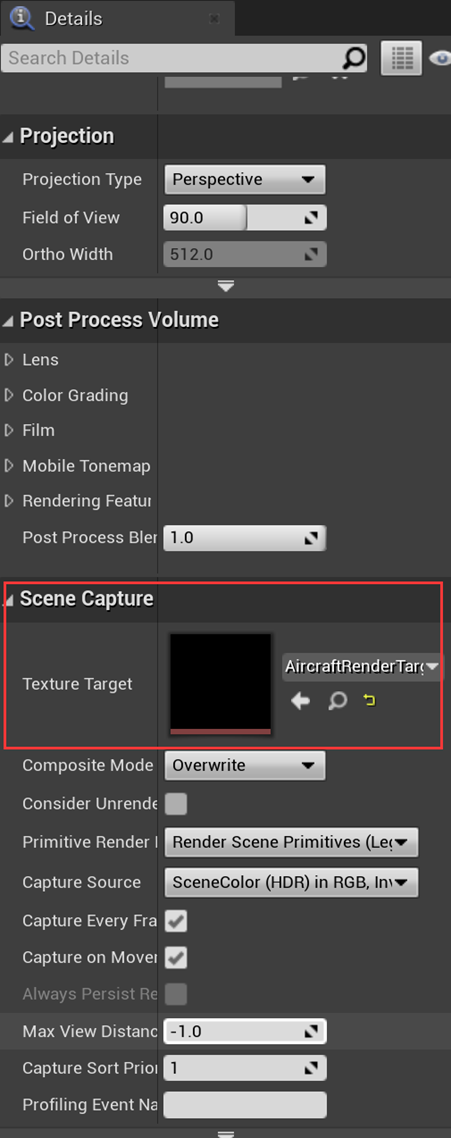 Details
Search Details
Projection
Projection Type Perspective
Field of View 90.0
Ortho Width 512.0
Post Process Volume
Lens
Color Grading
Film
Mobile Tonemap
Rendering Featur
Post Process Bler 1.0
Scene Capture
Texture Target AircraftRenderTarg
Composite Mode Overwrite
Consider Unrende
Primitive Render Render Scene Primitives (Leg
Capture Source SceneColor (HDR) in RGB, Inv
Capture Every Fra
Capture on Mover
Always Persist Re
Max View Distanc -1.0
Capture Sort Prior 1
Profiling Event Na